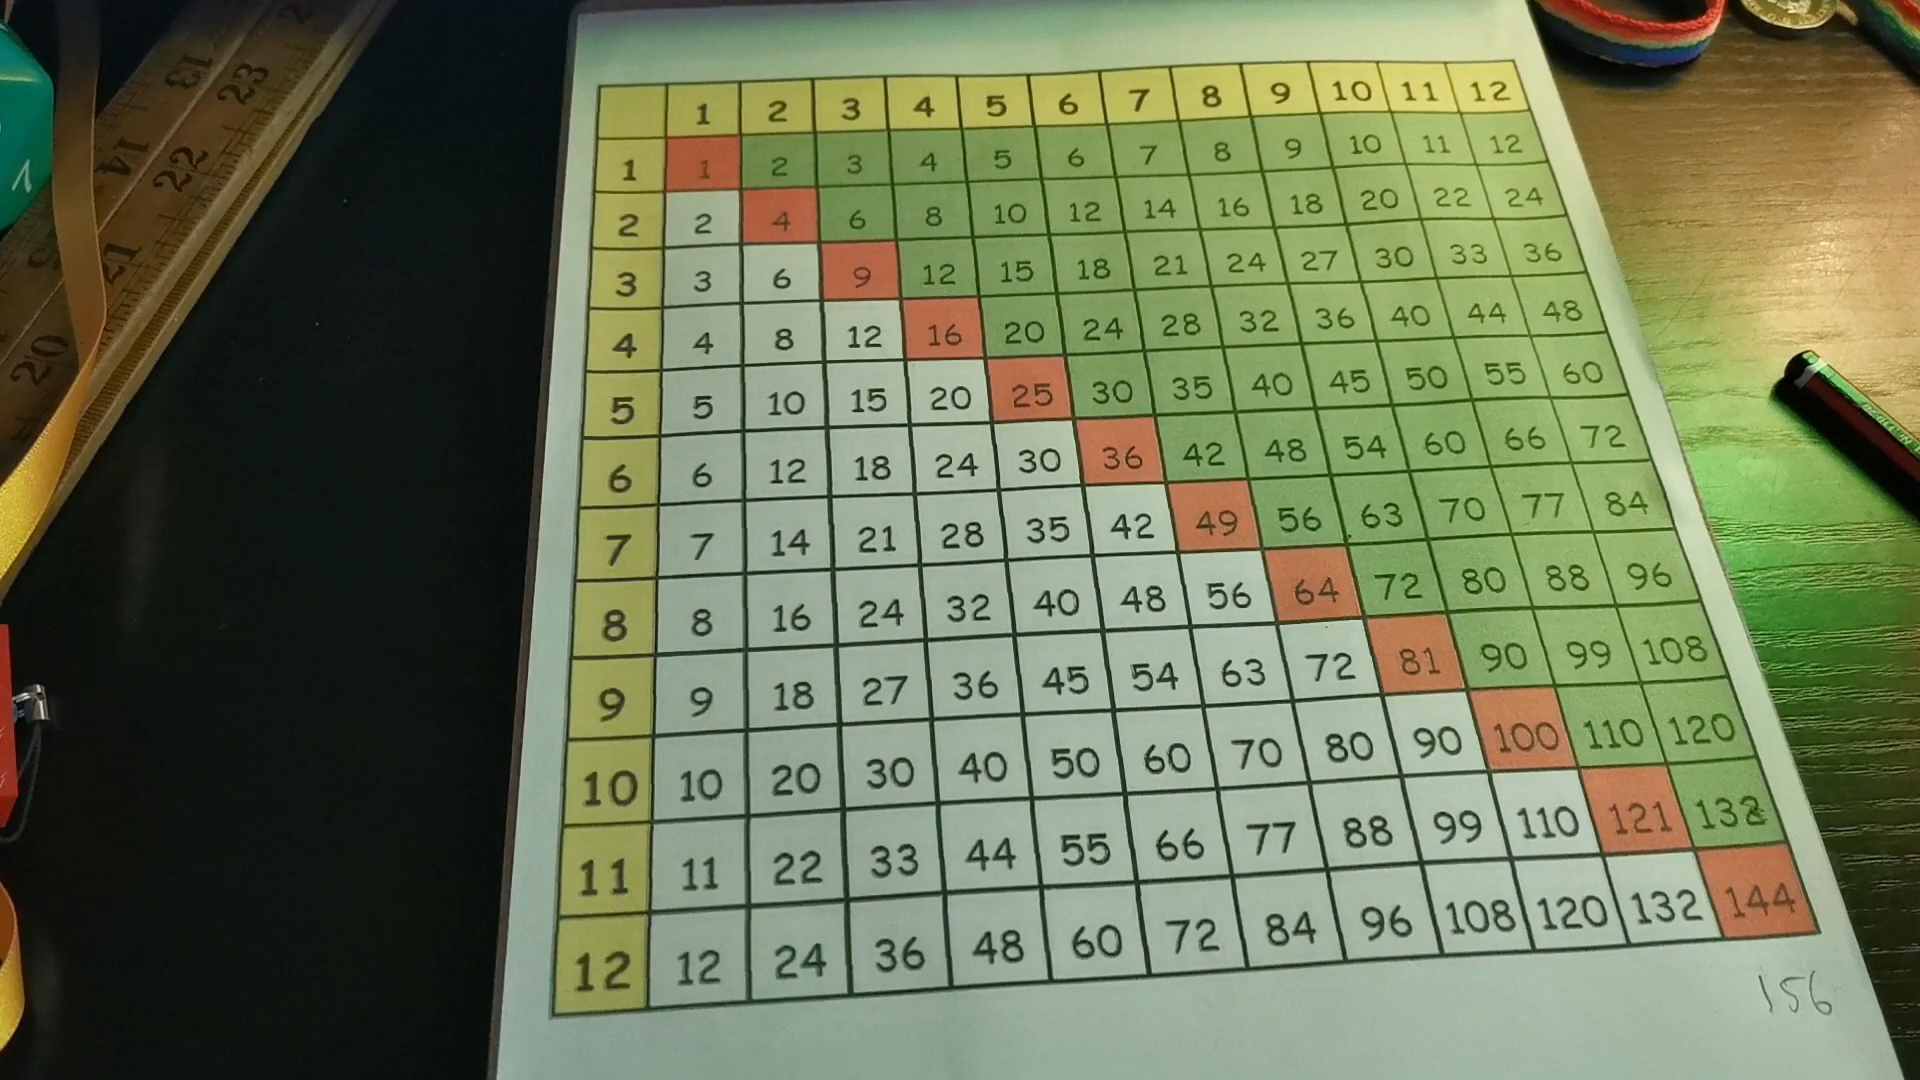 1 2 3 4 5 6 7 8 9 10 11 12
1 1 2 3 4 5 6 7 8 9 10 11 12
2 2 4 6 8 10 12 14 16 18 20 22 24
3 3 6 9 12 15 18 21 24 27 30 33 36
4 4 8 12 16 20 24 28 32 36 40 44 48
5 5 10 15 20 25 30 35 40 45 50 55 60
6 6 12 18 24 30 36 42 48 54 60 66 72
7 7 14 21 28 35 42 49 56 63 70 77 84
8 8 16 24 32 40 48 56 64 72 80 88 96
9 9 18 27 36 45 54 63 72 81 90 99 108
10 10 20 30 40 50 60 70 80 90 100 110 120
11 11 22 33 44 55 66 77 88 99 110 121 132
12 12 24 36 48 60 72 84 96 108 120 132 144
156
13 23
14 22
21
20